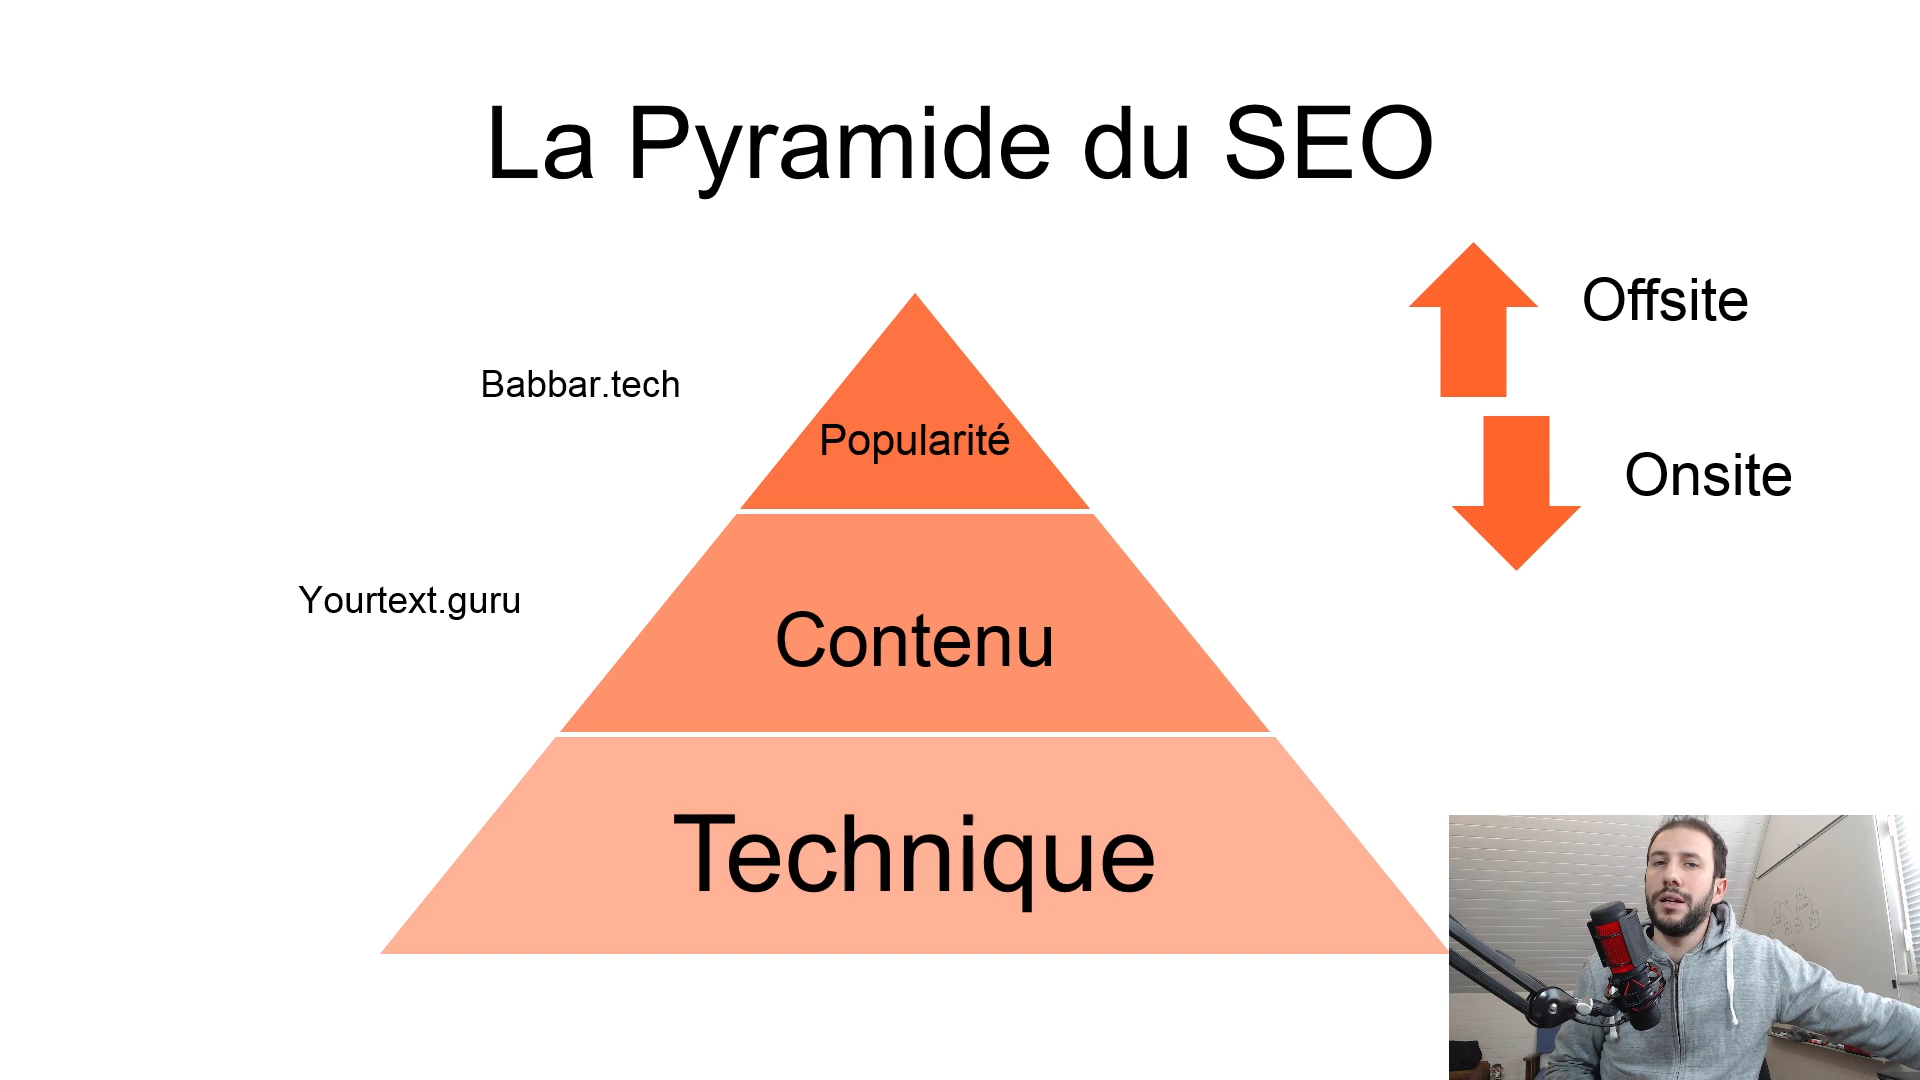 La Pyramide du SEO
Offsite
Babbar.tech
Popularité
Onsite
Yourtext.guru
Contenu
Technique